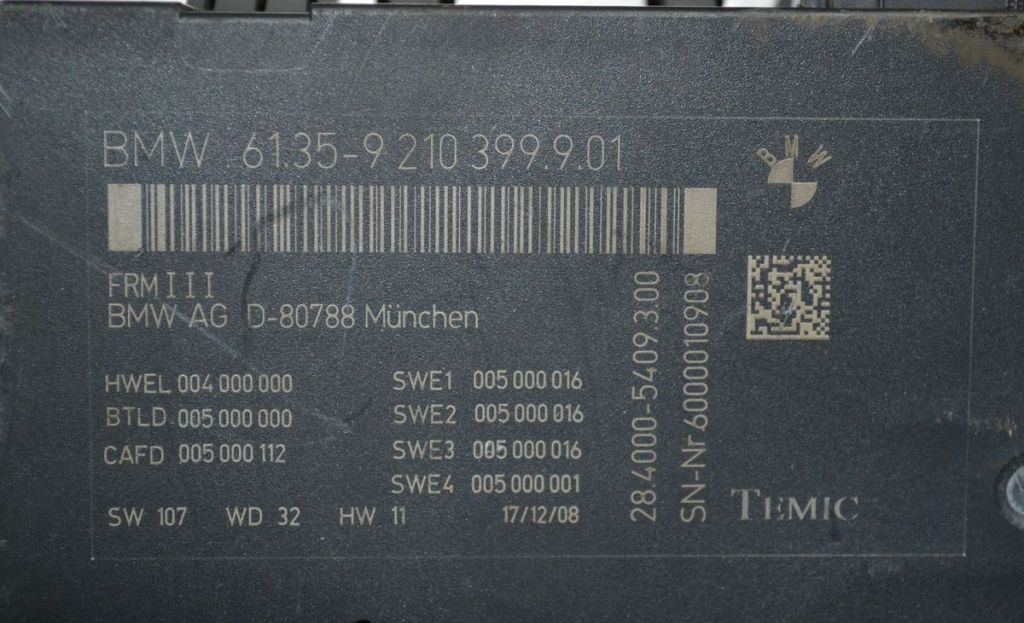 BMW 61.35-9 210 399.9.01
BMW
FRM III
BMW AG D-80788 München
HWEL 004 000 000
BTLD 005 000 000
CAFD 005 000 112
SWE1 005 000 016
SWE2 005 000 016
SWE3 005 000 016
SWE4 005 000 001
SW 107 WD 32 HW 11 17/12/08
28.4000-5409.3.00
SN-Nr 6000010908
TEMIC